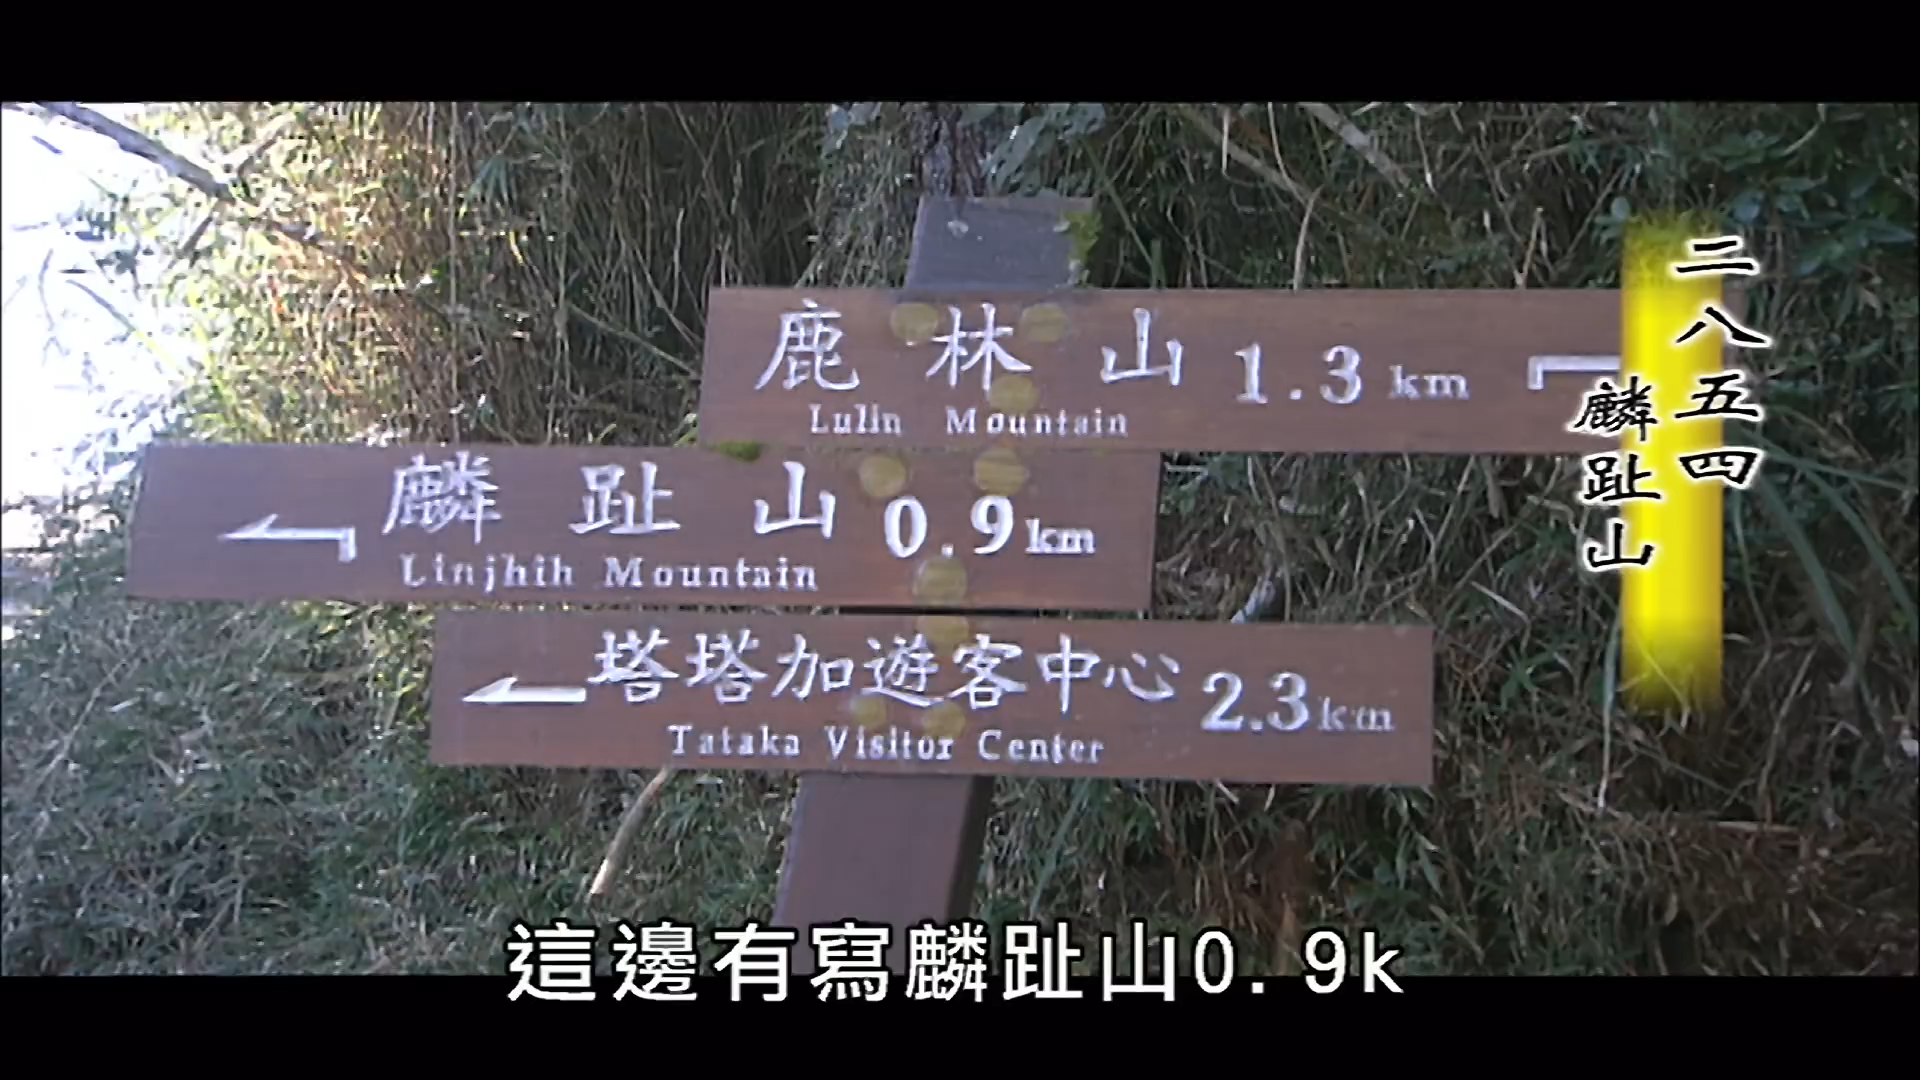 鹿林山 1.3 km
Lulin Mountain
麟趾山 0.9 km
Linjhih Mountain
塔塔加遊客中心 2.3 km
Tataka Visitor Center
二八五四
麟趾山
這邊有寫麟趾山0.9k